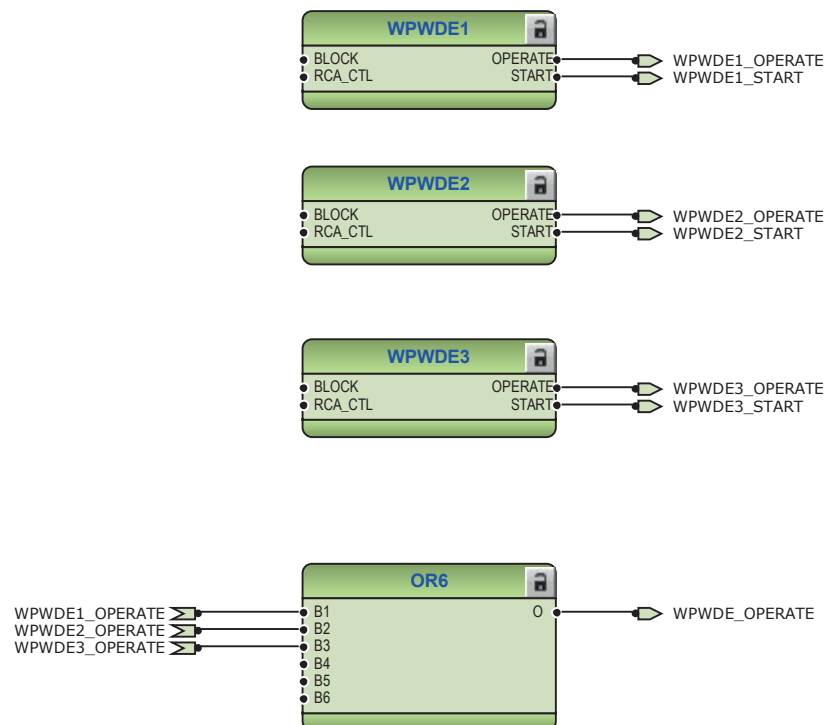 WPWDE1
BLOCK OPERATE WPWDE1_OPERATE
RCA_CTL START WPWDE1_START
WPWDE2
BLOCK OPERATE WPWDE2_OPERATE
RCA_CTL START WPWDE2_START
WPWDE3
BLOCK OPERATE WPWDE3_OPERATE
RCA_CTL START WPWDE3_START
OR6
WPWDE1_OPERATE B1 O WPWDE_OPERATE
WPWDE2_OPERATE B2
WPWDE3_OPERATE B3
B4
B5
B6